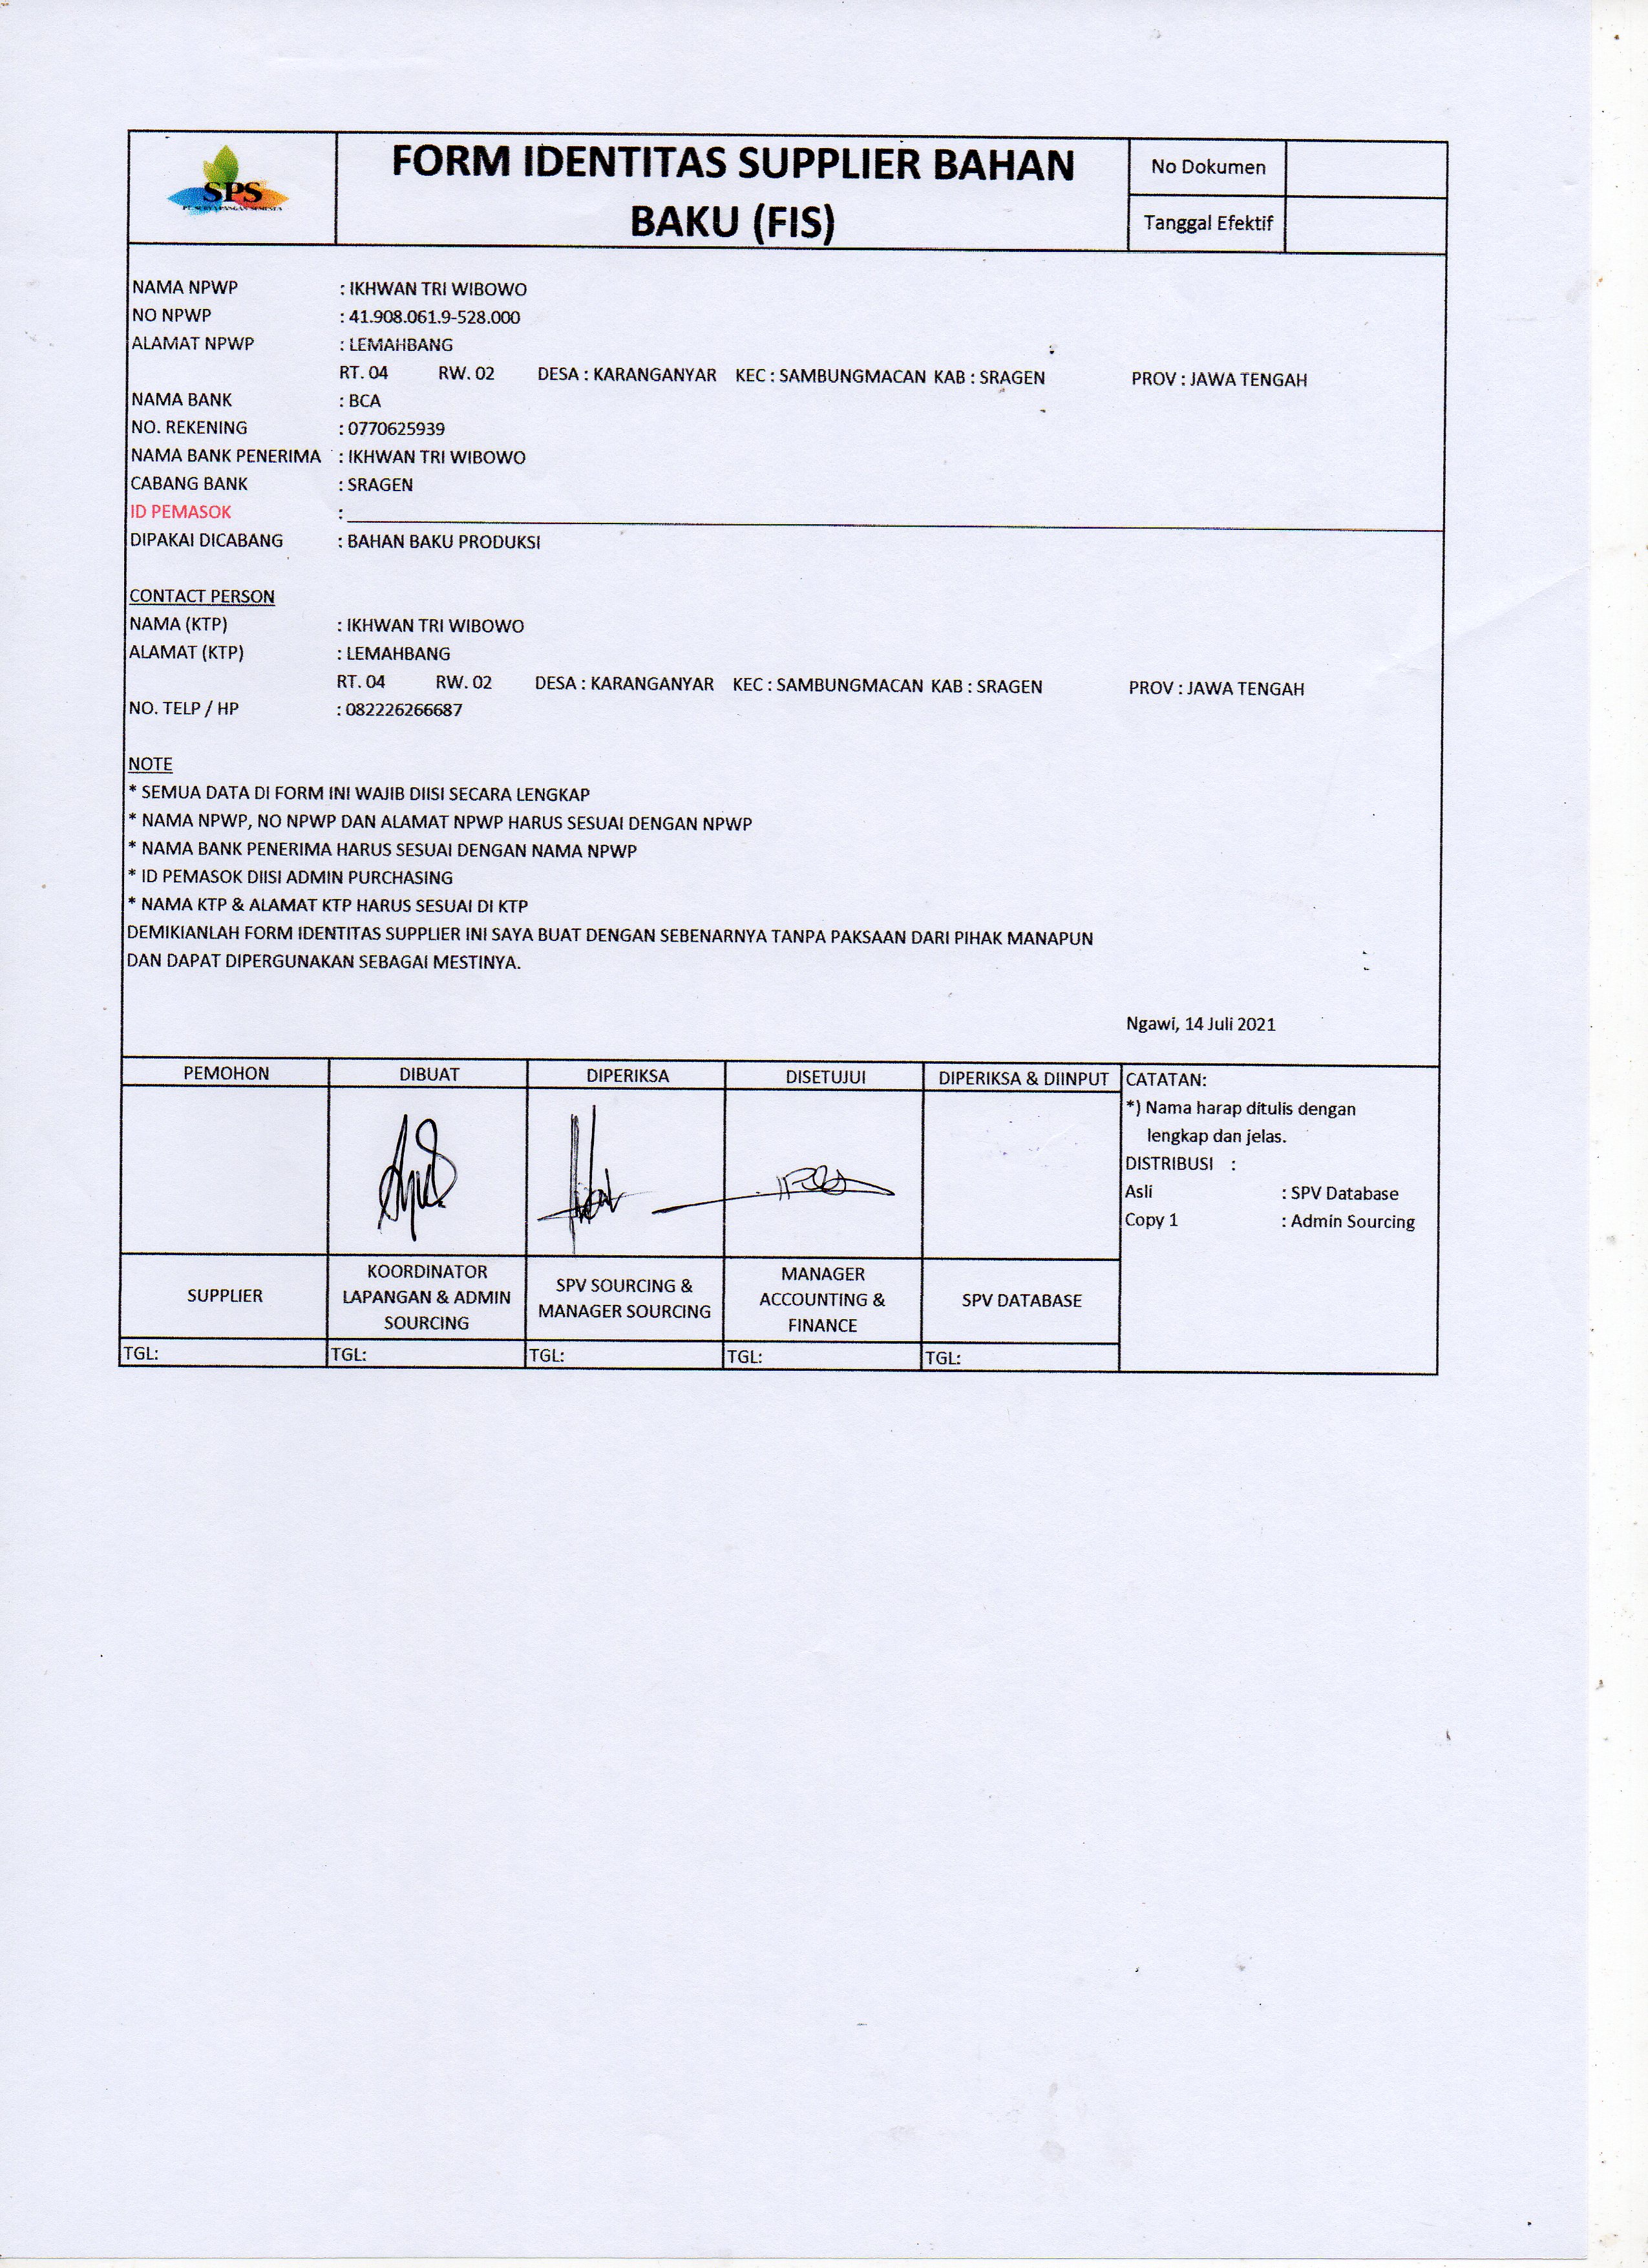 SPS
FORM IDENTITAS SUPPLIER BAHAN
BAKU (FIS)
No Dokumen
Tanggal Efektif
NAMA NPWP : IKHWAN TRI WIBOWO
NO NPWP : 41.908.061.9-528.000
ALAMAT NPWP : LEMAHBANG
RT. 04 RW. 02 DESA : KARANGANYAR KEC : SAMBUNGMACAN KAB : SRAGEN PROV : JAWA TENGAH
NAMA BANK : BCA
NO. REKENING : 0770625939
NAMA BANK PENERIMA : IKHWAN TRI WIBOWO
CABANG BANK : SRAGEN
ID PEMASOK :
DIPAKAI DICABANG : BAHAN BAKU PRODUKSI
CONTACT PERSON
NAMA (KTP) : IKHWAN TRI WIBOWO
ALAMAT (KTP) : LEMAHBANG
RT. 04 RW. 02 DESA : KARANGANYAR KEC : SAMBUNGMACAN KAB : SRAGEN PROV : JAWA TENGAH
NO. TELP / HP : 082226266687
NOTE
* SEMUA DATA DI FORM INI WAJIB DIISI SECARA LENGKAP
* NAMA NPWP, NO NPWP DAN ALAMAT NPWP HARUS SESUAI DENGAN NPWP
* NAMA BANK PENERIMA HARUS SESUAI DENGAN NAMA NPWP
* ID PEMASOK DIISI ADMIN PURCHASING
* NAMA KTP & ALAMAT KTP HARUS SESUAI DI KTP
DEMIKIANLAH FORM IDENTITAS SUPPLIER INI SAYA BUAT DENGAN SEBENARNYA TANPA PAKSAAN DARI PIHAK MANAPUN
DAN DAPAT DIPERGUNAKAN SEBAGAI MESTINYA.
Ngawi, 14 Juli 2021
PEMOHON DIBUAT DIPERIKSA DISETUJUI DIPERIKSA & DIINPUT
SUPPLIER
KOORDINATOR
LAPANGAN & ADMIN
SOURCING
SPV SOURCING &
MANAGER SOURCING
MANAGER
ACCOUNTING &
FINANCE
SPV DATABASE
TGL: TGL: TGL: TGL: TGL:
CATATAN:
*) Nama harap ditulis dengan
lengkap dan jelas.
DISTRIBUSI :
Asli : SPV Database
Copy 1 : Admin Sourcing